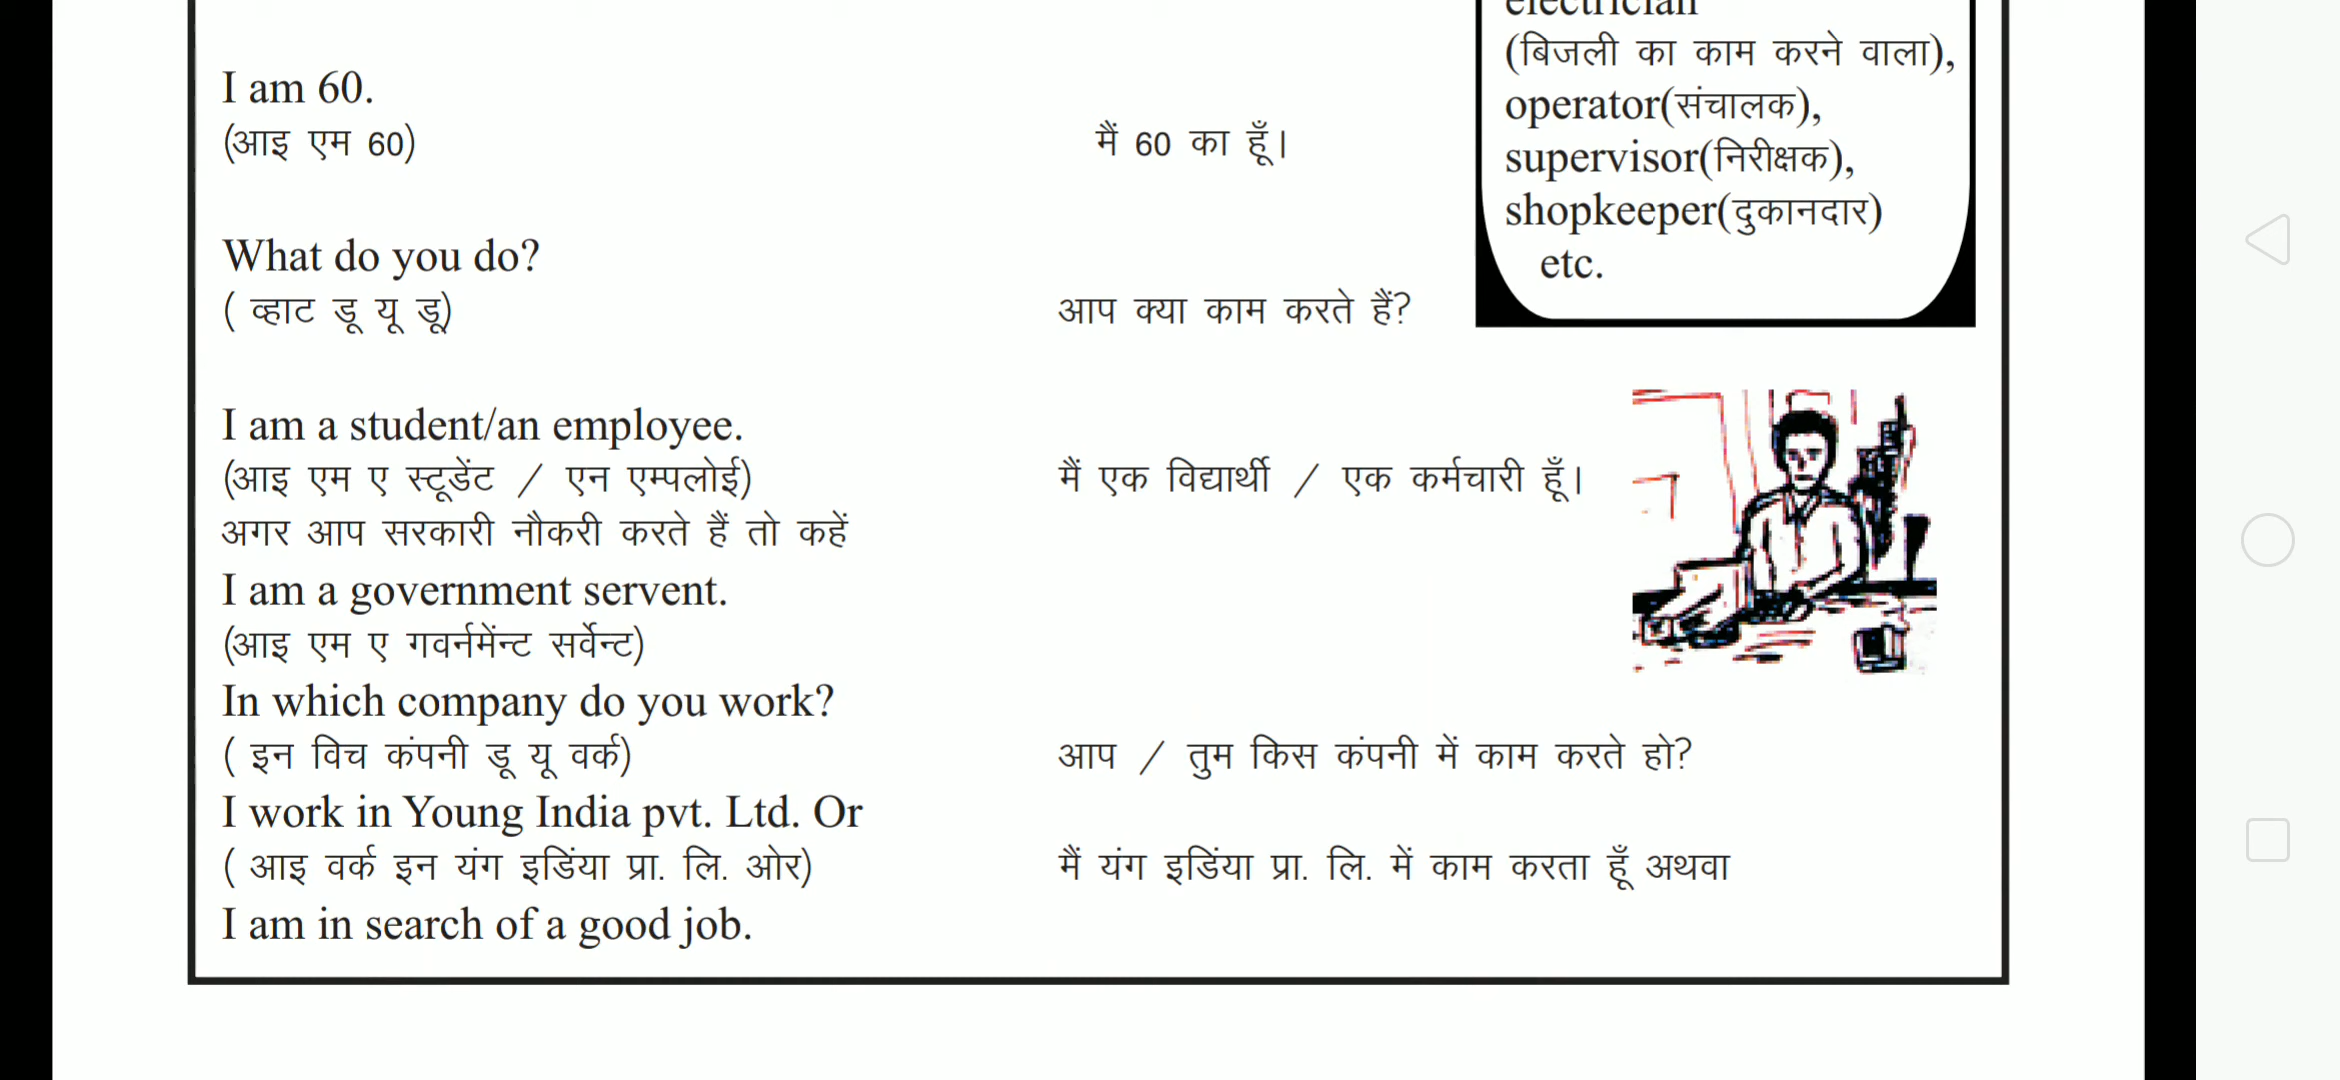 I am 60.
(आइ एम 60)
मैं 60 का हूँ।
What do you do?
( व्हाट डू यू डू)
आप क्या काम करते हैं?
I am a student/an employee.
(आइ एम ए स्टूडेंट / एन एम्पलोई)
मैं एक विद्यार्थी / एक कर्मचारी हूँ।
अगर आप सरकारी नौकरी करते हैं तो कहें
I am a government servent.
(आइ एम ए गवर्नमेंन्ट सर्वेन्ट)
In which company do you work?
( इन विच कंपनी डू यू वर्क)
आप / तुम किस कंपनी में काम करते हो?
I work in Young India pvt. Ltd. Or
( आइ वर्क इन यंग इडिंया प्रा. लि. ओर)
मैं यंग इडिंया प्रा. लि. में काम करता हूँ अथवा
I am in search of a good job.
electrician
(बिजली का काम करने वाला),
operator(संचालक),
supervisor(निरीक्षक),
shopkeeper(दुकानदार)
etc.